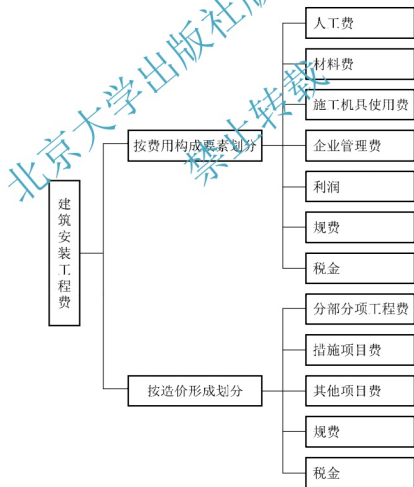 建筑安装工程费
按费用构成要素划分
人工费
材料费
施工机具使用费
企业管理费
利润
规费
税金
按造价形成划分
分部分项工程费
措施项目费
其他项目费
规费
税金
北京大学出版社版
禁止转载